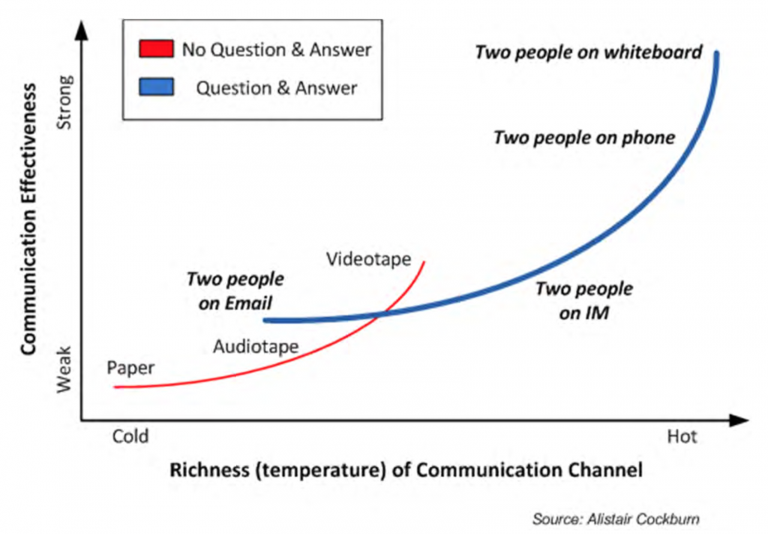 No Question & Answer
Question & Answer
Two people on whiteboard
Two people on phone
Videotape
Two people
on Email
Two people
on IM
Audiotape
Paper
Communication Effectiveness
Strong
Weak
Cold
Hot
Richness (temperature) of Communication Channel
Source: Alistair Cockburn